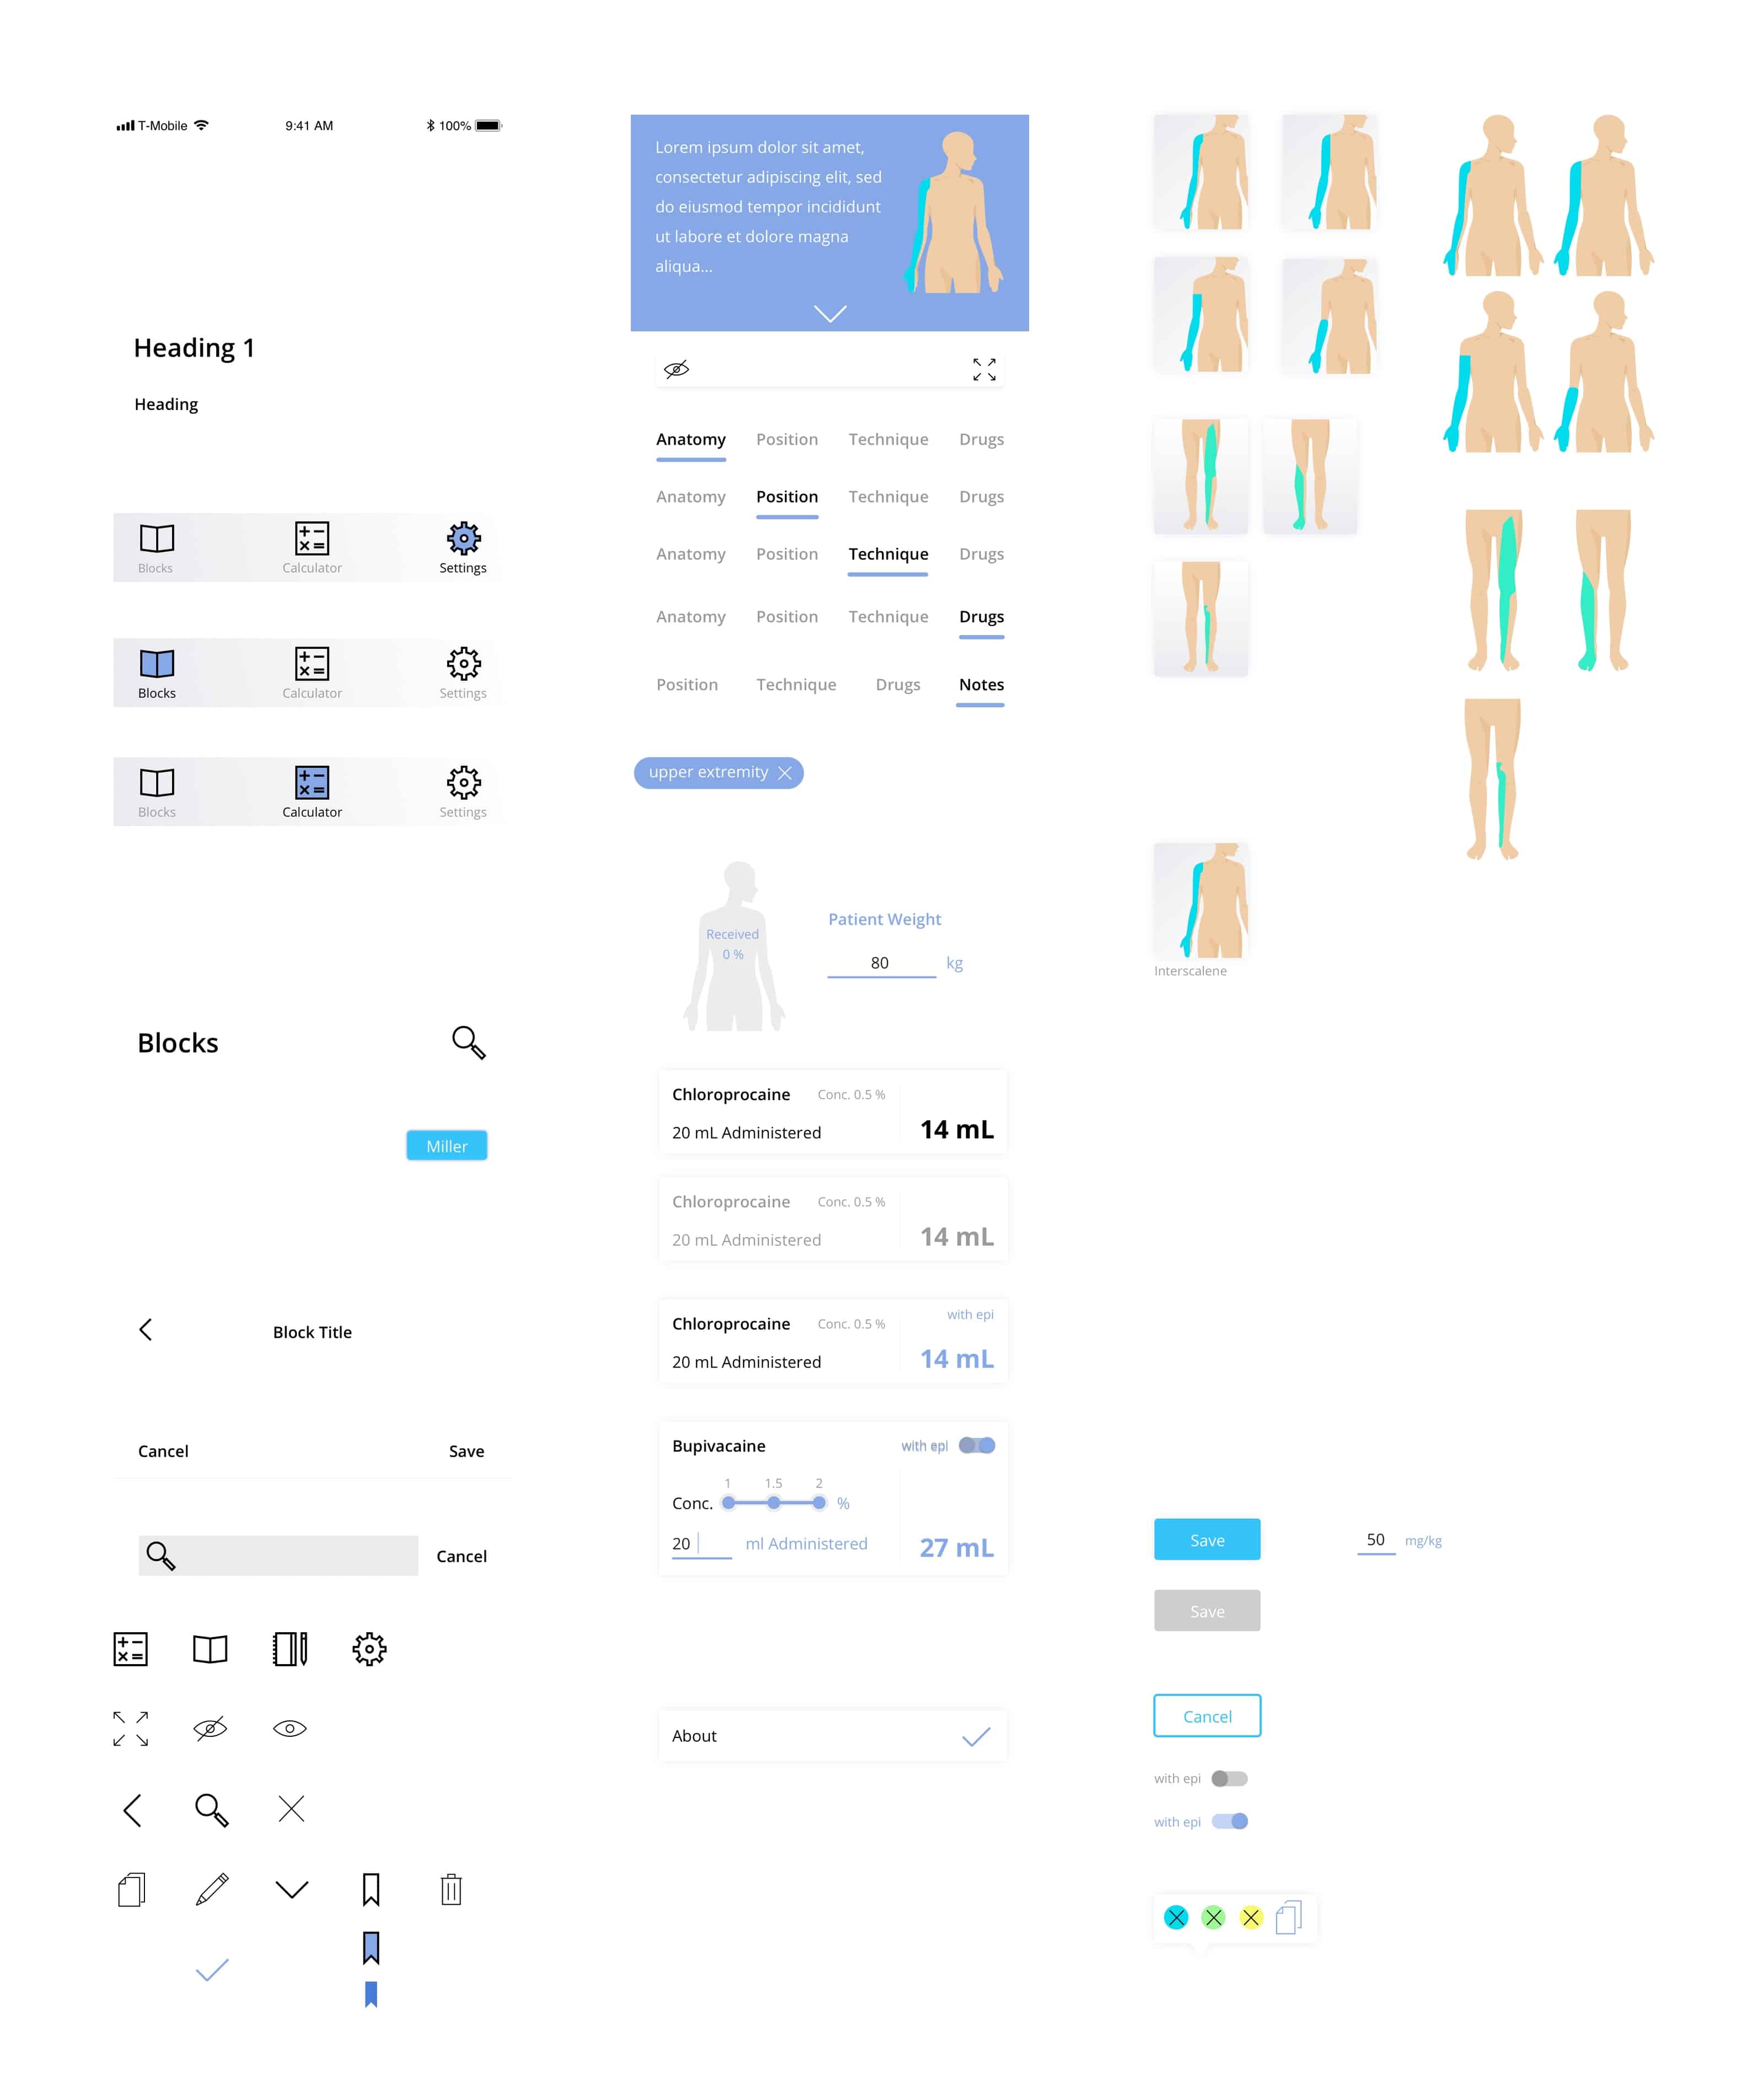 T-Mobile 9:41 AM 100%
Heading 1
Heading
Blocks Calculator Settings
Blocks Calculator Settings
Blocks Calculator Settings
Blocks
Miller
Block Title
Cancel Save
Cancel
Lorem ipsum dolor sit amet,
consectetur adipiscing elit, sed
do eiusmod tempor incididunt
ut labore et dolore magna
aliqua...
Anatomy Position Technique Drugs
Anatomy Position Technique Drugs
Anatomy Position Technique Drugs
Anatomy Position Technique Drugs
Position Technique Drugs Notes
upper extremity
Received
0 %
Patient Weight
80 kg
Chloroprocaine Conc. 0.5 %
20 mL Administered 14 mL
Chloroprocaine Conc. 0.5 %
20 mL Administered 14 mL
with epi
Chloroprocaine Conc. 0.5 %
20 mL Administered 14 mL
Bupivacaine with epi
1 1.5 2
Conc. %
20 ml Administered 27 mL
About
Interscalene
Save 50 mg/kg
Save
Cancel
with epi
with epi